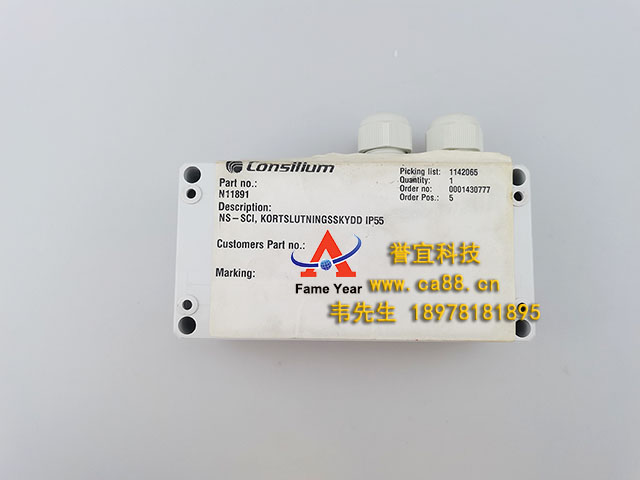 Consilium
Part no.:
N11891
Description:
NS-SCI, KORTSLUTNINGSSKYDD IP55
Customers Part no.:
Marking:
Picking list: 1142065
Quantity: 1
Order no: 0001430777
Order Pos.: 5
Fame Year
誉宜科技
www.ca88.cn
韦先生 18978181895